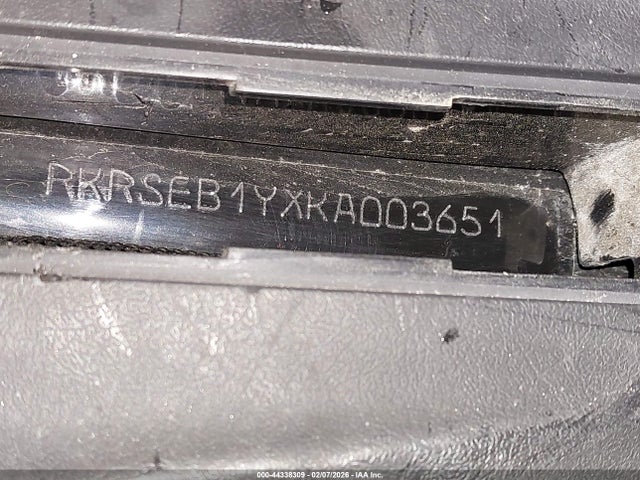 RKRSEB1YXKA003651
000-44338309 - 02/07/2026 - IAA Inc.